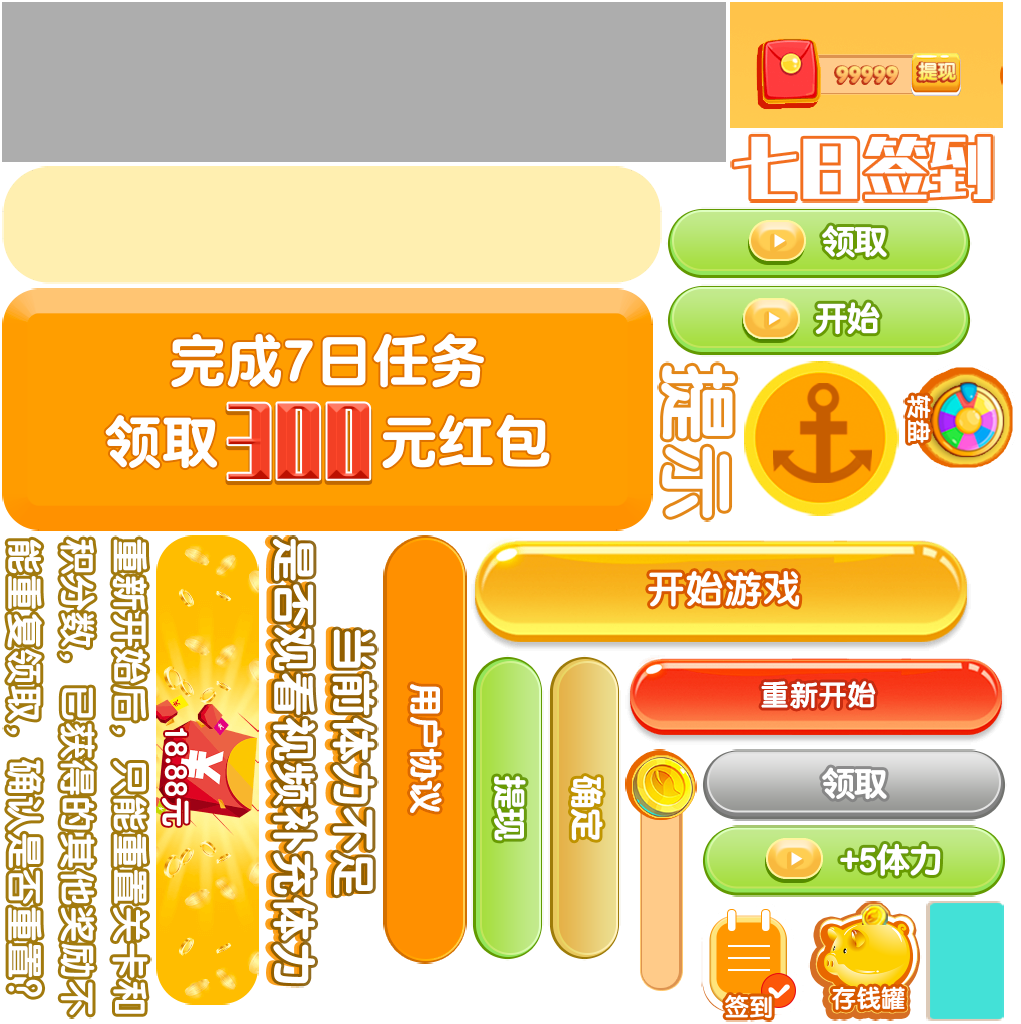 99999
提现
七日签到
领取
开始
完成7日任务
领取300元红包
提示
转盘
重新开始后，只能重置关卡和
积分数，已获得的其他奖励不
能重复领取，确认是否重置？
18.88元
当前体力不足
是否观看视频补充体力
用户协议
开始游戏
提现
确定
重新开始
领取
+5体力
签到
存钱罐